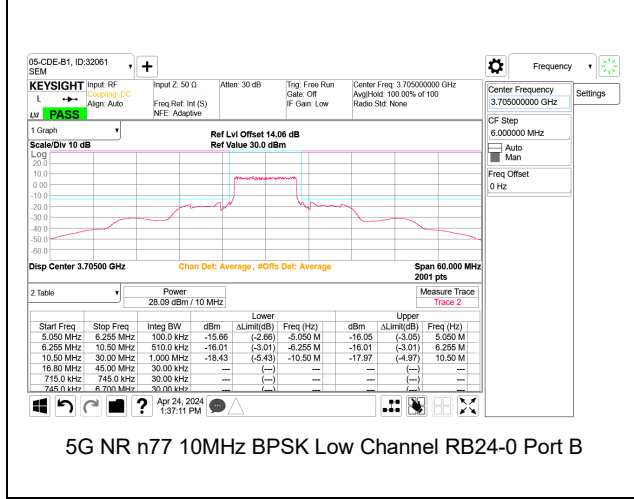 05-CDE-B1, ID:32061
SEM
Frequency
KEYSIGHT Input: RF Input Z: 50 Ω Atten: 30 dB Trig: Free Run Center Freq: 3.705000000 GHz
Coupling: DC Gate: Off Avg|Hold: 100.00% of 100
L Align: Auto Freq Ref: Int (S) IF Gain: Low Radio Std: None
NFE: Adaptive
LXI PASS
Center Frequency
3.705000000 GHz
Settings
CF Step
6.000000 MHz
Auto
Man
Freq Offset
0 Hz
1 Graph
Ref Lvl Offset 14.06 dB
Scale/Div 10 dB Ref Value 30.0 dBm
Log
20.0
10.0
0.00
-10.0
-20.0
-30.0
-40.0
-50.0
-60.0
Disp Center 3.70500 GHz Chan Det: Average, #Offs Det: Average Span 60.000 MHz
2001 pts
2 Table Power Measure Trace
28.09 dBm / 10 MHz Trace 2
Lower Upper
Start Freq Stop Freq Integ BW dBm ΔLimit(dB) Freq (Hz) dBm ΔLimit(dB) Freq (Hz)
5.050 MHz 6.255 MHz 100.0 kHz -15.66 (-2.66) -5.050 M -16.05 (-3.05) 5.050 M
6.255 MHz 10.50 MHz 510.0 kHz -16.01 (-3.01) -6.255 M -16.01 (-3.01) 6.255 M
10.50 MHz 30.00 MHz 1.000 MHz -18.43 (-5.43) -10.50 M -17.97 (-4.97) 10.50 M
16.80 MHz 45.00 MHz 30.00 kHz --- (---) --- --- (---) ---
715.0 kHz 745.0 kHz 30.00 kHz --- (---) --- --- (---) ---
745.0 kHz 6.700 MHz 30.00 kHz --- (---) --- --- (---) ---
? Apr 24, 2024
1:37:11 PM
5G NR n77 10MHz BPSK Low Channel RB24-0 Port B